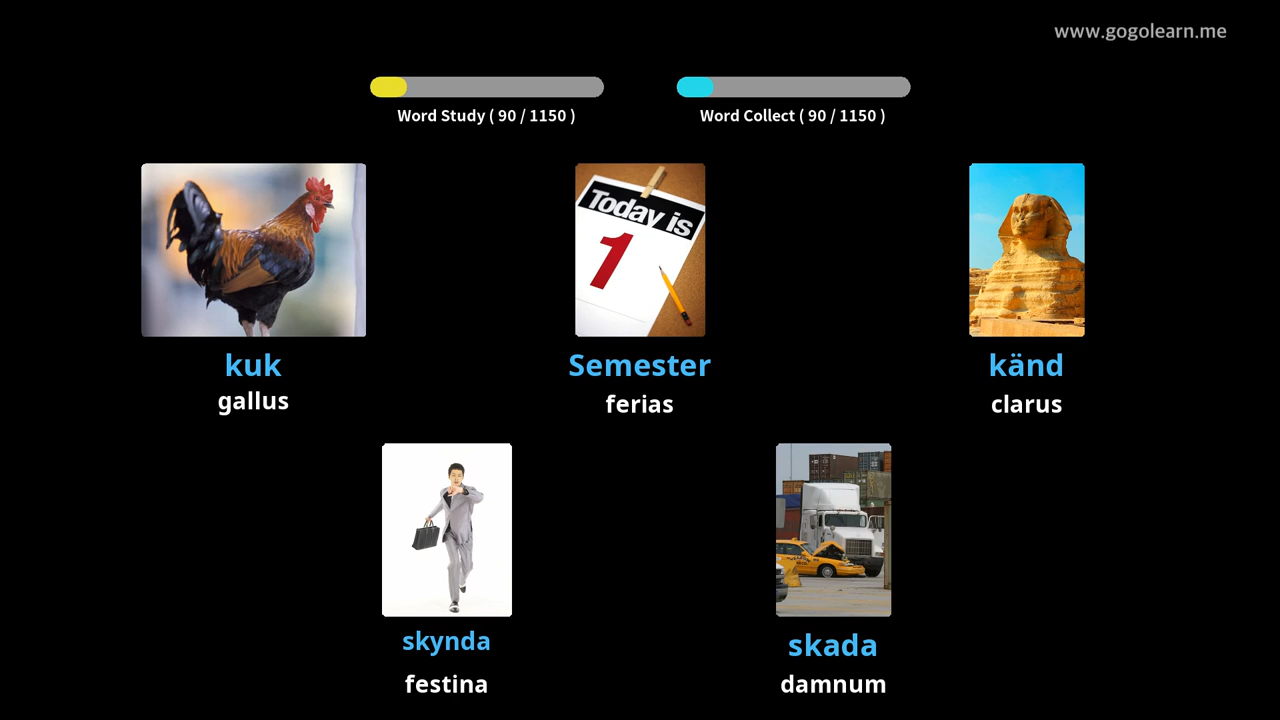 www.gogolearn.me
Word Study ( 90 / 1150 )
Word Collect ( 90 / 1150 )
Today is
1
kuk
gallus
Semester
ferias
känd
clarus
skynda
festina
skada
damnum